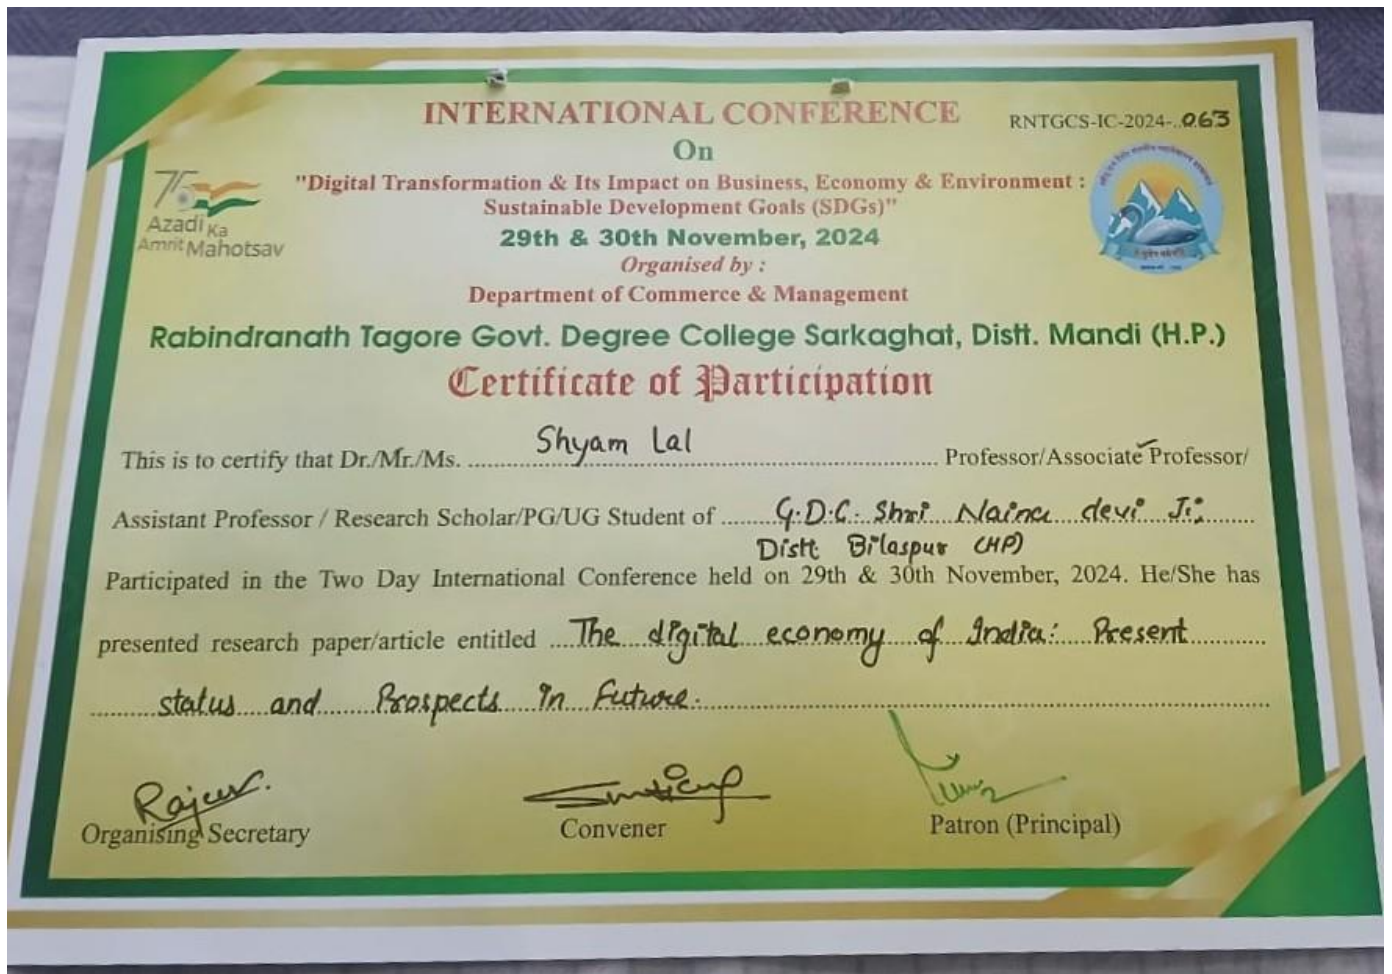 INTERNATIONAL CONFERENCE
RNTGCS-IC-2024-..063
On
75
Azadi Ka
Amrit Mahotsav
"Digital Transformation & Its Impact on Business, Economy & Environment :
Sustainable Development Goals (SDGs)"
29th & 30th November, 2024
Organised by :
Department of Commerce & Management
Rabindranath Tagore Govt. Degree College Sarkaghat, Distt. Mandi (H.P.)
Certificate of Participation
This is to certify that Dr./Mr./Ms. Shyam Lal Professor/Associate Professor/
Assistant Professor / Research Scholar/PG/UG Student of G.D.C. Shri Naina devi Ji,
Distt. Bilaspur (HP)
Participated in the Two Day International Conference held on 29th & 30th November, 2024. He/She has
presented research paper/article entitled The digital economy of India: Present
status and Prospects in Future.
Organising Secretary
Convener
Patron (Principal)